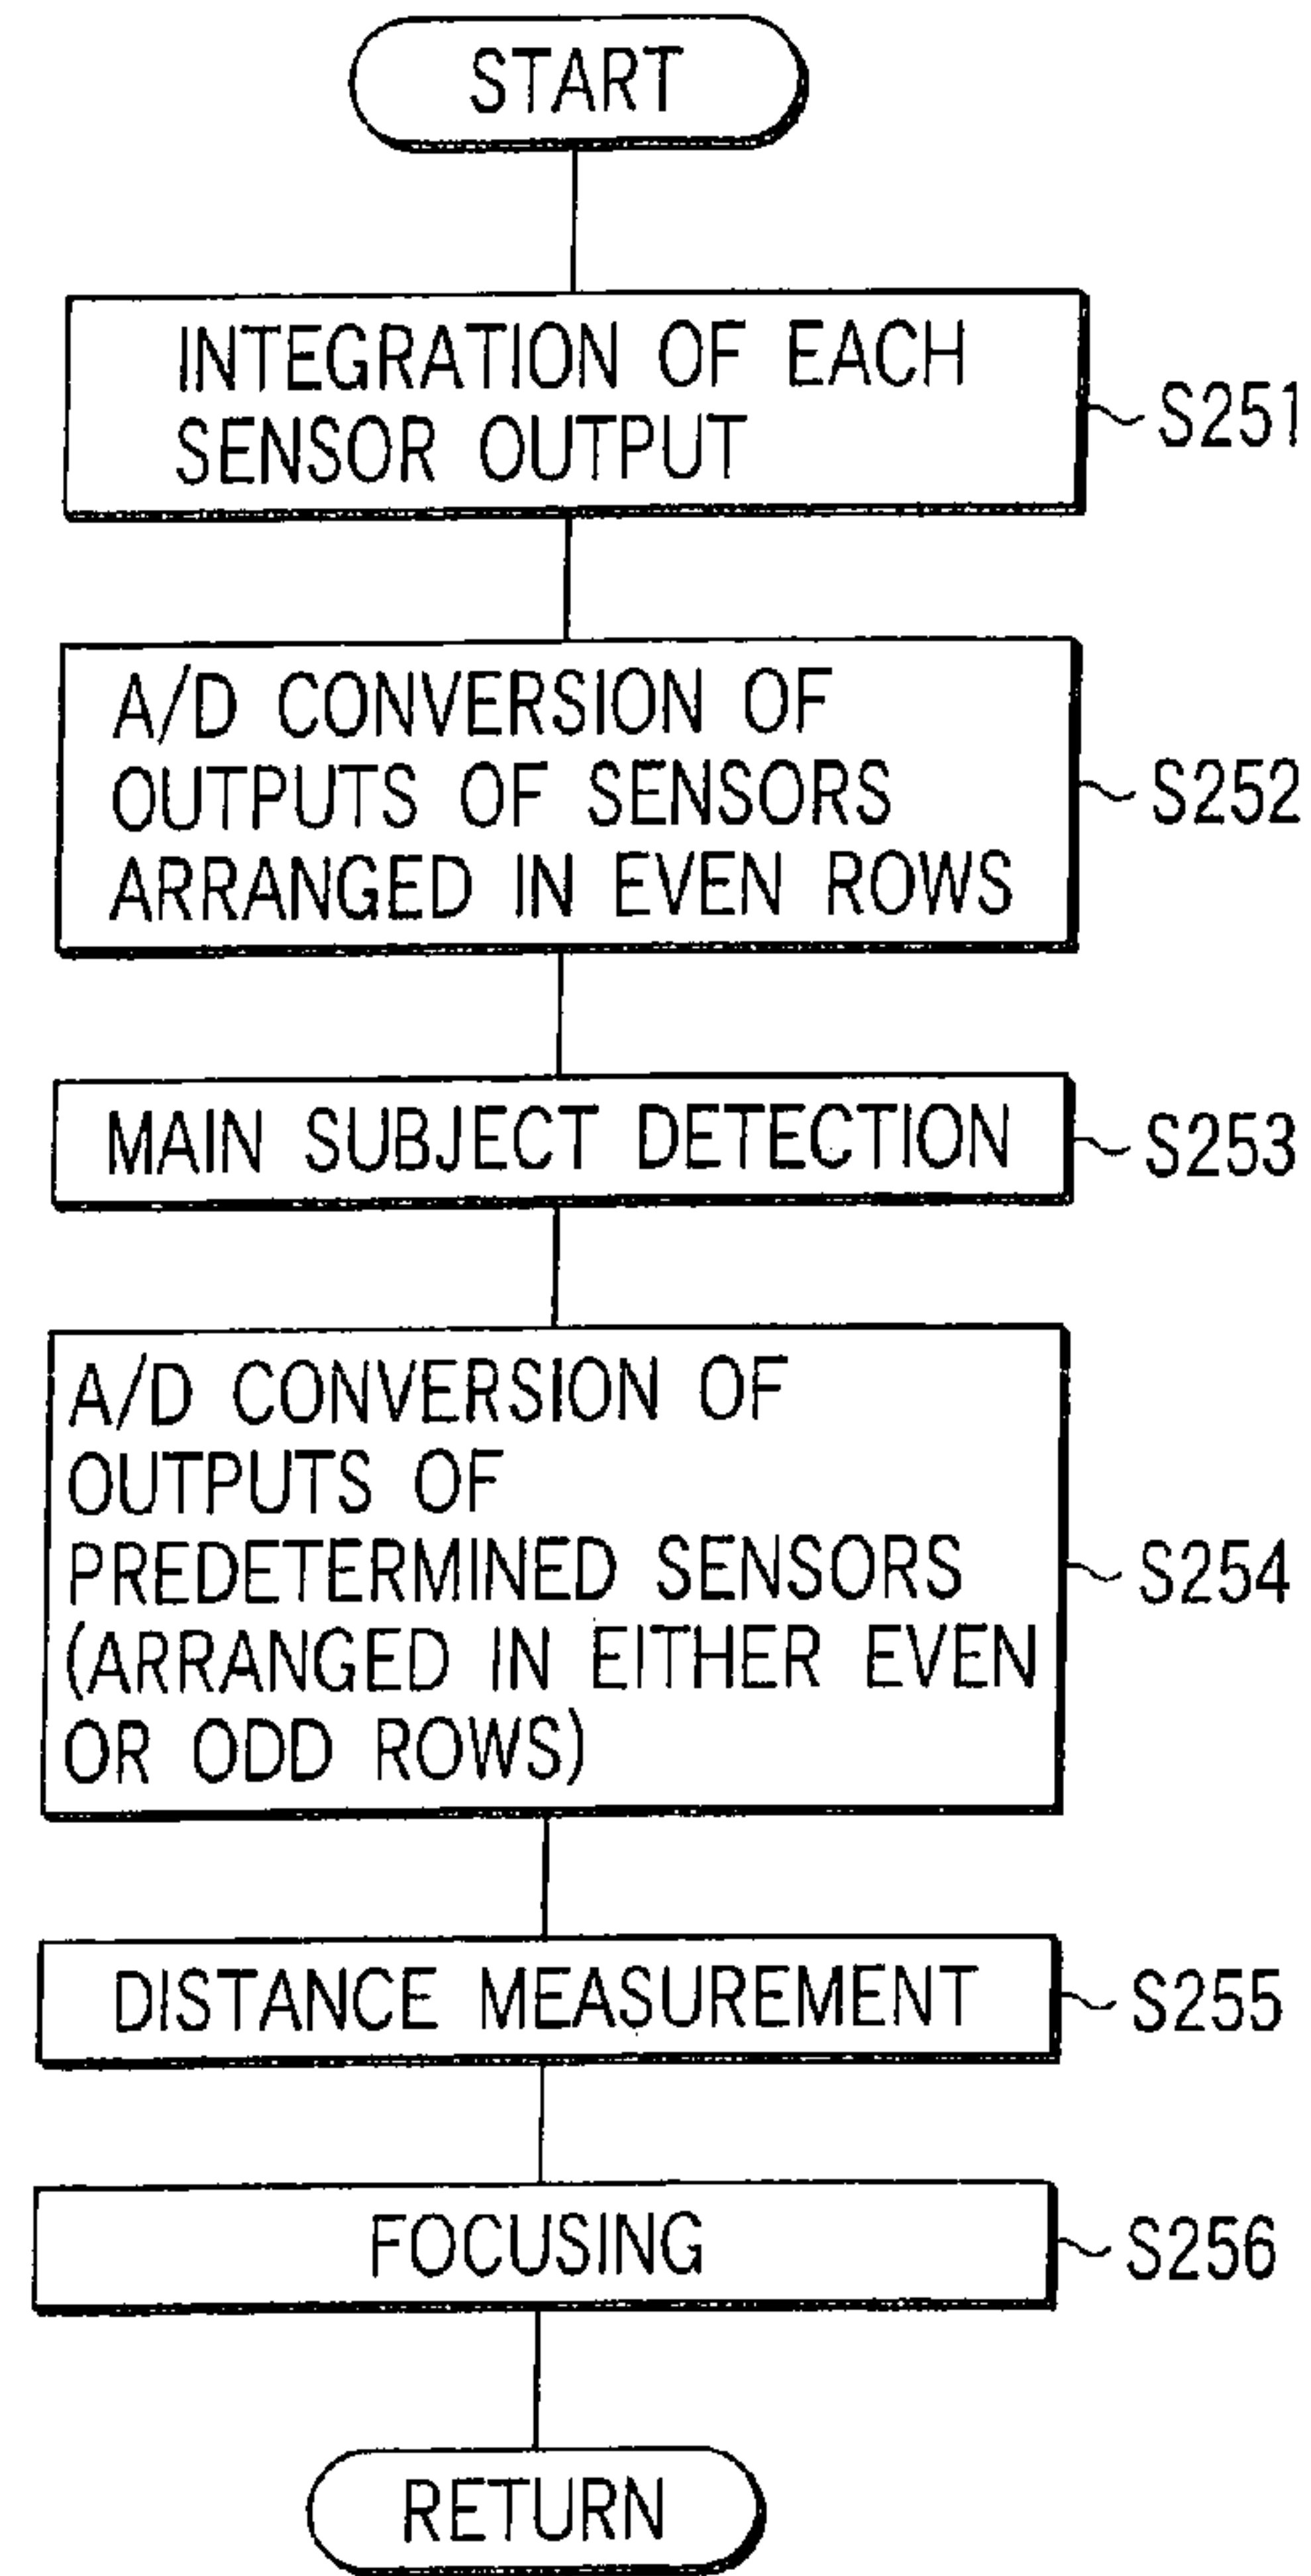 START
INTEGRATION OF EACH
SENSOR OUTPUT
S251
A/D CONVERSION OF
OUTPUTS OF SENSORS
ARRANGED IN EVEN ROWS
S252
MAIN SUBJECT DETECTION
S253
A/D CONVERSION OF
OUTPUTS OF
PREDETERMINED SENSORS
(ARRANGED IN EITHER EVEN
OR ODD ROWS)
S254
DISTANCE MEASUREMENT
S255
FOCUSING
S256
RETURN